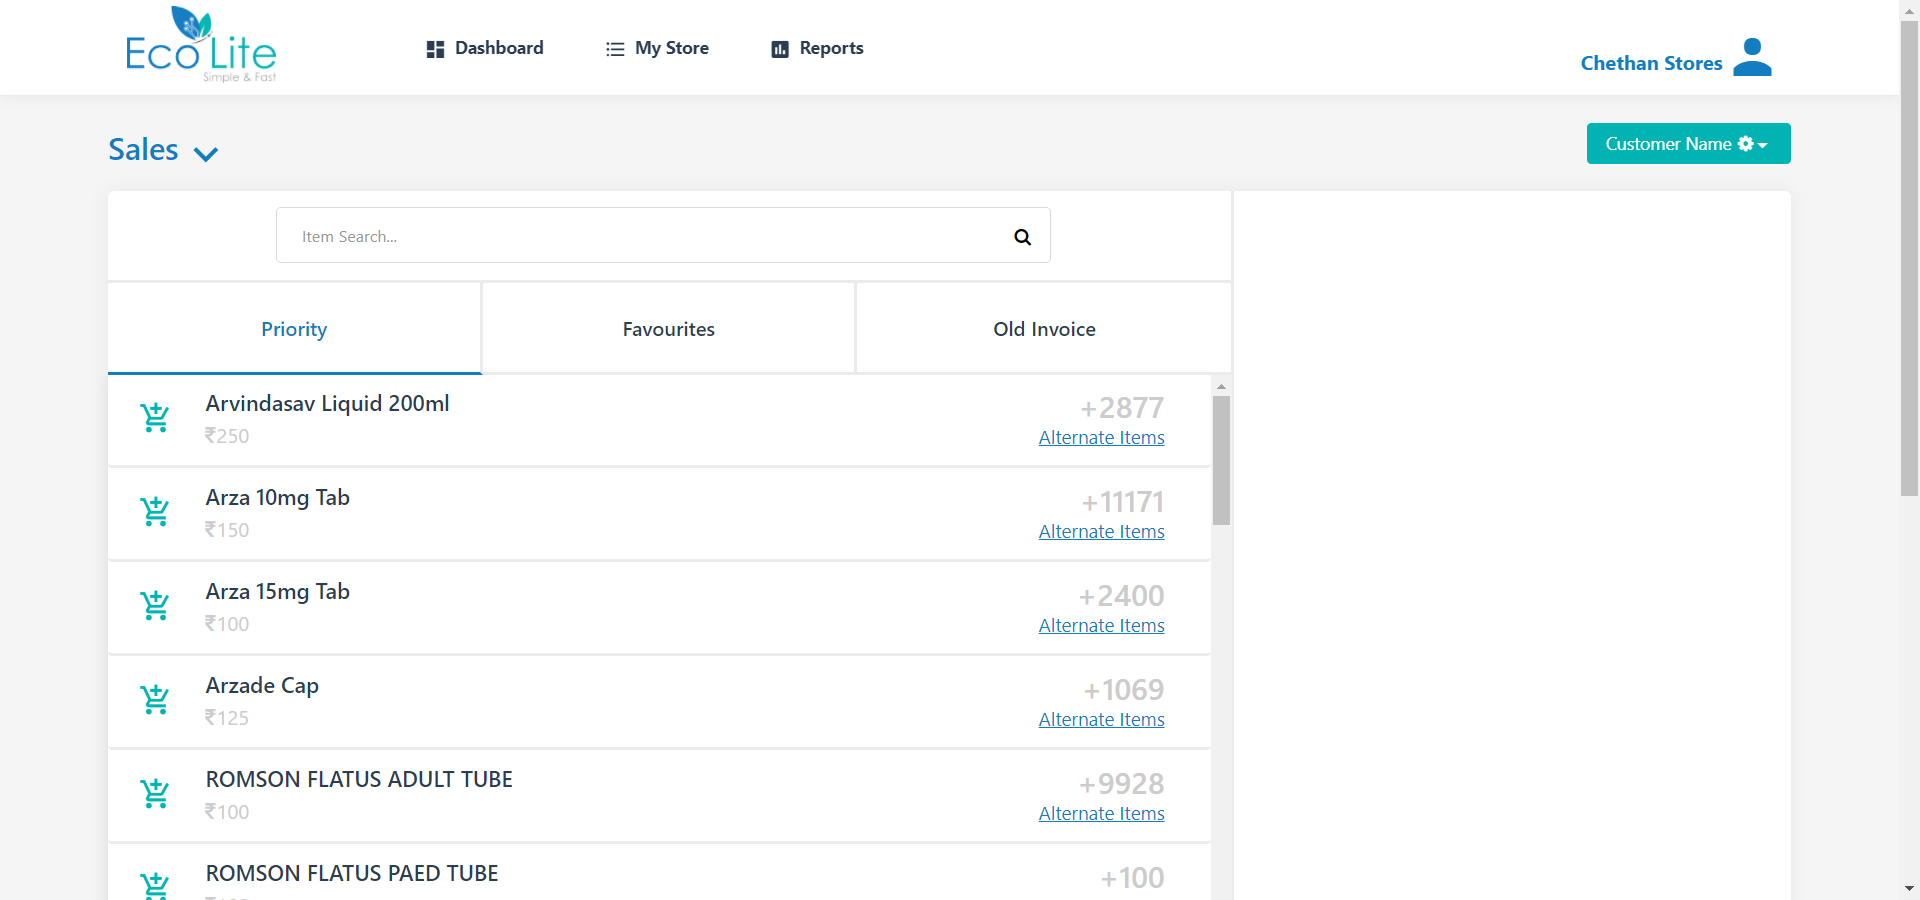 Eco Lite
Simple & Fast
Dashboard
My Store
Reports
Chethan Stores
Sales
Customer Name
Item Search...
Priority
Favourites
Old Invoice
Arvindasav Liquid 200ml
+2877
₹250
Alternate Items
Arza 10mg Tab
+11171
₹150
Alternate Items
Arza 15mg Tab
+2400
₹100
Alternate Items
Arzade Cap
+1069
₹125
Alternate Items
ROMSON FLATUS ADULT TUBE
+9928
₹100
Alternate Items
ROMSON FLATUS PAED TUBE
+100